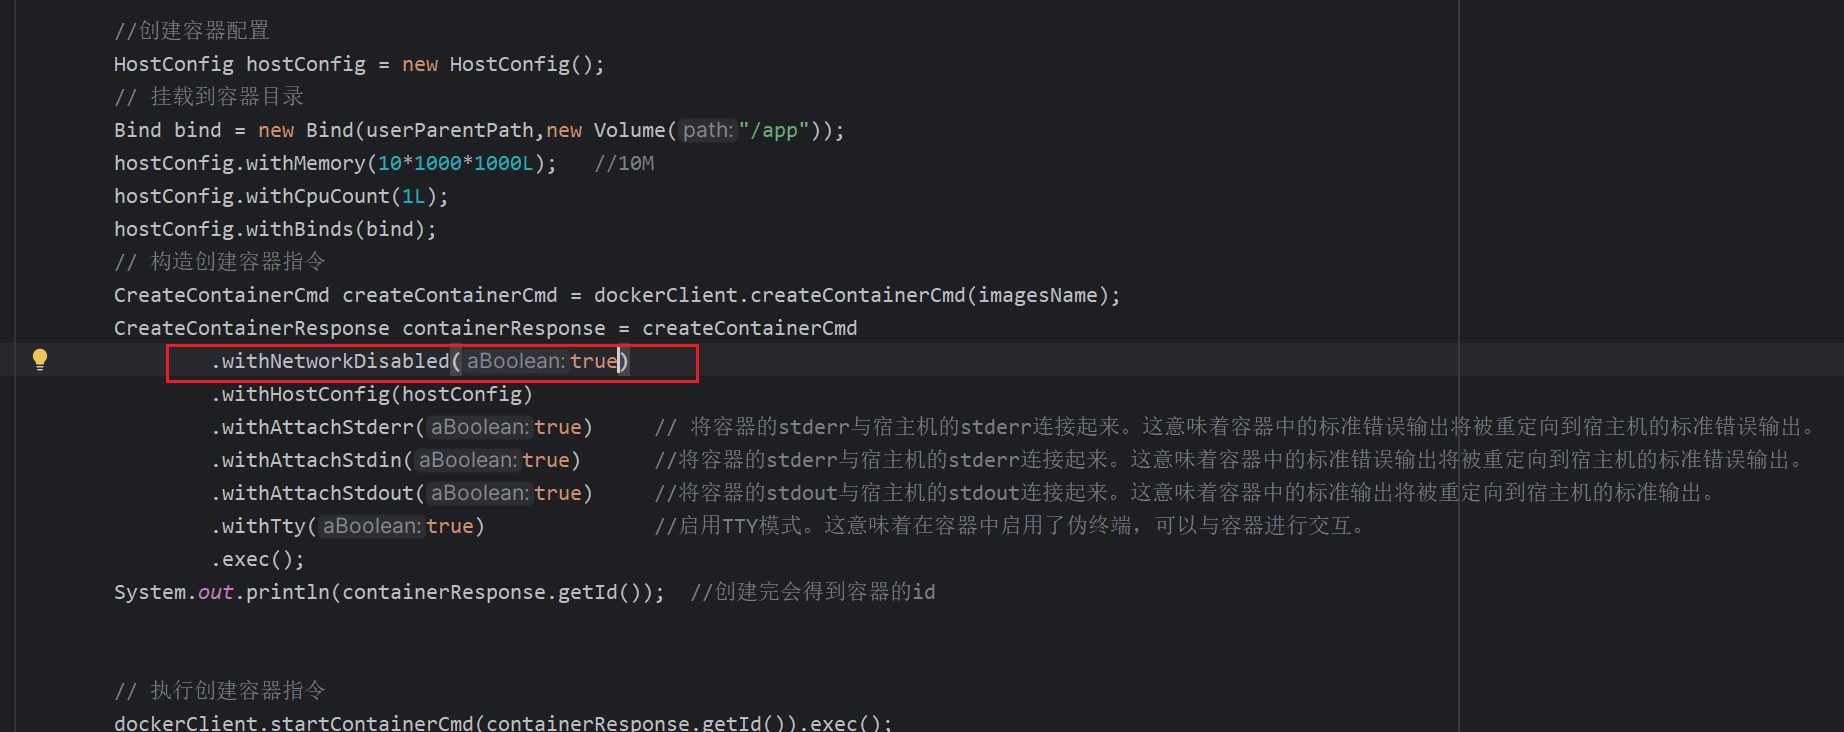 //创建容器配置
HostConfig hostConfig = new HostConfig();
// 挂载到容器目录
Bind bind = new Bind(userParentPath,new Volume( path: "/app"));
hostConfig.withMemory(10*1000*1000L);   //10M
hostConfig.withCpuCount(1L);
hostConfig.withBinds(bind);
// 构造创建容器指令
CreateContainerCmd createContainerCmd = dockerClient.createContainerCmd(imagesName);
CreateContainerResponse containerResponse = createContainerCmd
.withNetworkDisabled( aBoolean: true)
.withHostConfig(hostConfig)
.withAttachStderr( aBoolean: true)     // 将容器的stderr与宿主机的stderr连接起来。这意味着容器中的标准错误输出将被重定向到宿主机的标准错误输出。
.withAttachStdin( aBoolean: true)      //将容器的stderr与宿主机的stderr连接起来。这意味着容器中的标准错误输出将被重定向到宿主机的标准错误输出。
.withAttachStdout( aBoolean: true)     //将容器的stdout与宿主机的stdout连接起来。这意味着容器中的标准输出将被重定向到宿主机的标准输出。
.withTty( aBoolean: true)              //启用TTY模式。这意味着在容器中启用了伪终端，可以与容器进行交互。
.exec();
System.out.println(containerResponse.getId());  //创建完会得到容器的id
// 执行创建容器指令
dockerClient.startContainerCmd(containerResponse.getId()).exec();